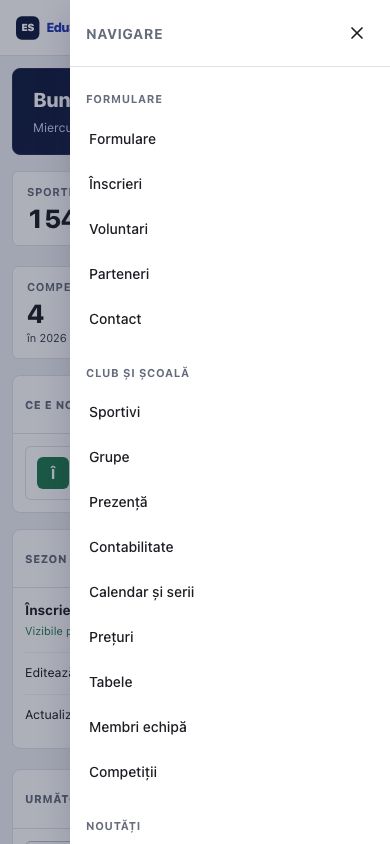 ES Edu
NAVIGARE
Bun
Miercu
FORMULARE
Formulare
Înscrieri
SPORT
154
Voluntari
Parteneri
COMPE
4
în 2026
Contact
CLUB ȘI ȘCOALĂ
CE E NO
Sportivi
Grupe
Î
Prezență
Contabilitate
SEZON
Calendar și serii
Înscrie
Vizibile p
Prețuri
Editeaz
Tabele
Actualiz
Membri echipă
Competiții
URMĂT
NOUTĂȚI